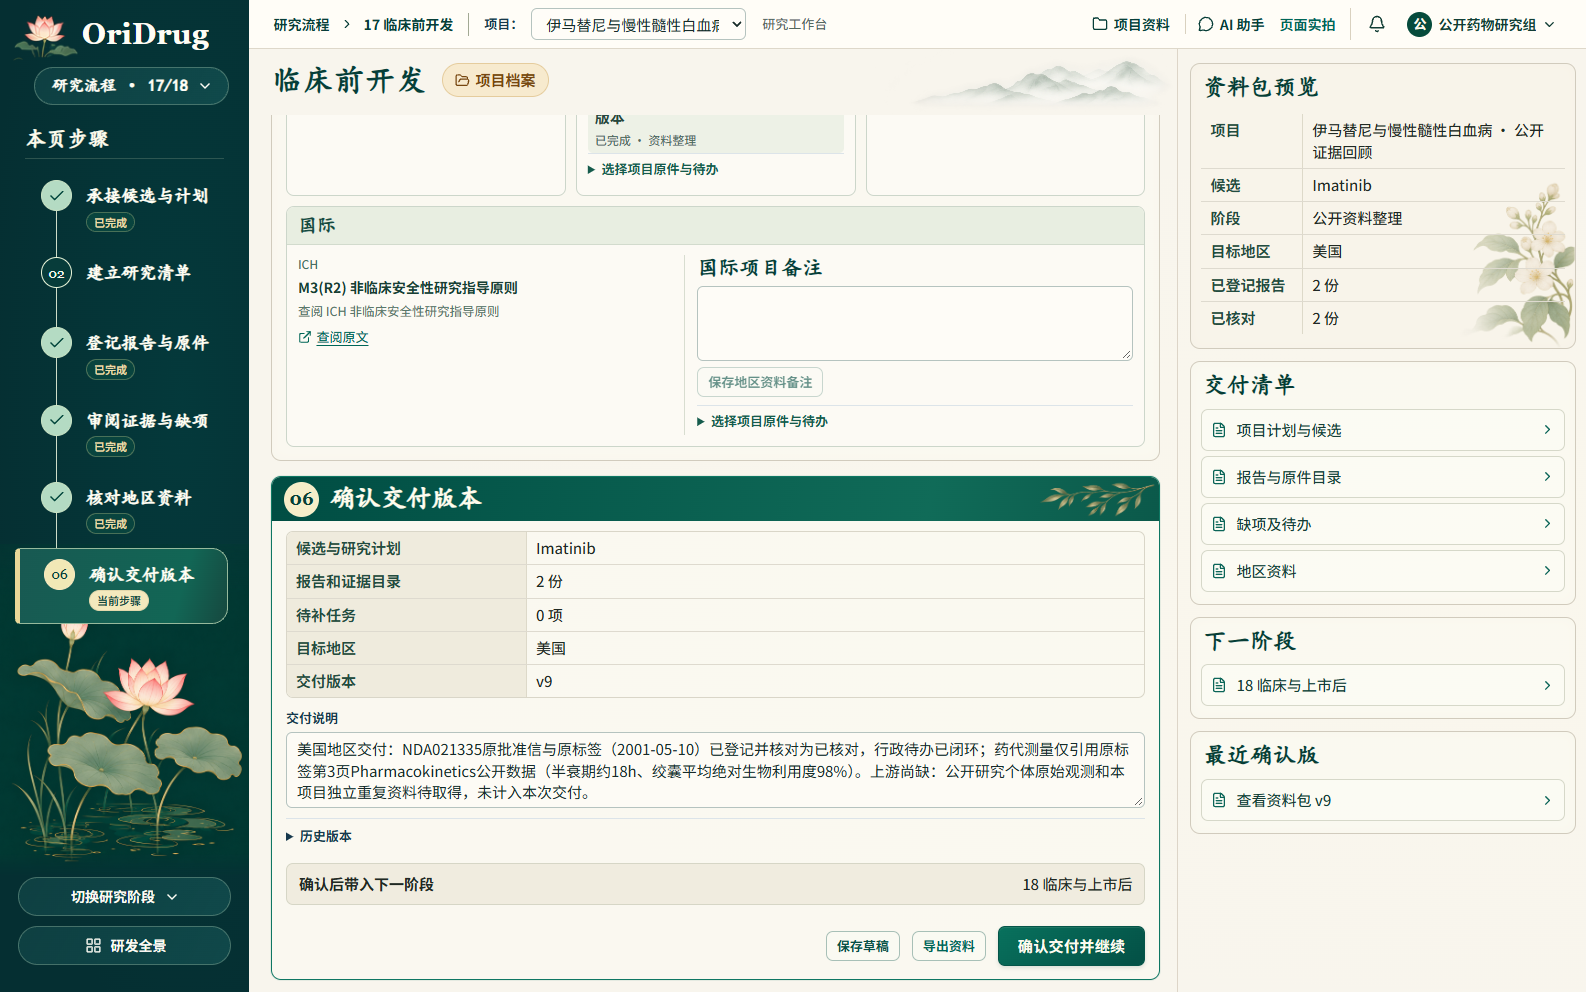 OriDrug
研究流程 • 17/18
本页步骤
承接候选与计划
已完成
02
建立研究清单
登记报告与原件
已完成
审阅证据与缺项
已完成
核对地区资料
已完成
06
确认交付版本
当前步骤
切换研究阶段
研发全景
研究流程 > 17 临床前开发
项目：
伊马替尼与慢性髓性白血病
研究工作台
项目资料
AI 助手
页面实拍
公
公开药物研究组
临床前开发
项目档案
版本
已完成 • 资料整理
选择项目原件与待办
国际
ICH
M3(R2) 非临床安全性研究指导原则
查阅 ICH 非临床安全性研究指导原则
查阅原文
国际项目备注
保存地区资料备注
选择项目原件与待办
06
确认交付版本
候选与研究计划
Imatinib
报告和证据目录
2 份
待补任务
0 项
目标地区
美国
交付版本
v9
交付说明
美国地区交付：NDA021335原批准信与原标签（2001-05-10）已登记并核对为已核对，行政待办已闭环；药代测量仅引用原标
签第3页Pharmacokinetics公开数据（半衰期约18h、绞囊平均绝对生物利用度98%）。上游尚缺：公开研究个体原始观测和本
项目独立重复资料待取得，未计入本次交付。
历史版本
确认后带入下一阶段
18 临床与上市后
保存草稿
导出资料
确认交付并继续
资料包预览
项目
伊马替尼与慢性髓性白血病 • 公开
证据回顾
候选
Imatinib
阶段
公开资料整理
目标地区
美国
已登记报告
2 份
已核对
2 份
交付清单
项目计划与候选
报告与原件目录
缺项及待办
地区资料
下一阶段
18 临床与上市后
最近确认版
查看资料包 v9